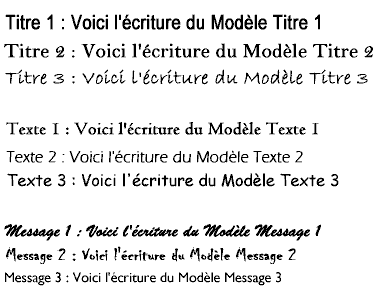 Titre 1 : Voici l'écriture du Modèle Titre 1
Titre 2 : Voici l'écriture du Modèle Titre 2
Titre 3 : Voici l'écriture du Modèle Titre 3
Texte 1 : Voici l'écriture du Modèle Texte 1
Texte 2 : Voici l'écriture du Modèle Texte 2
Texte 3 : Voici l'écriture du Modèle Texte 3
Message 1 : Voici l'écriture du Modèle Message 1
Message 2 : Voici l'écriture du Modèle Message 2
Message 3 : Voici l'écriture du Modèle Message 3